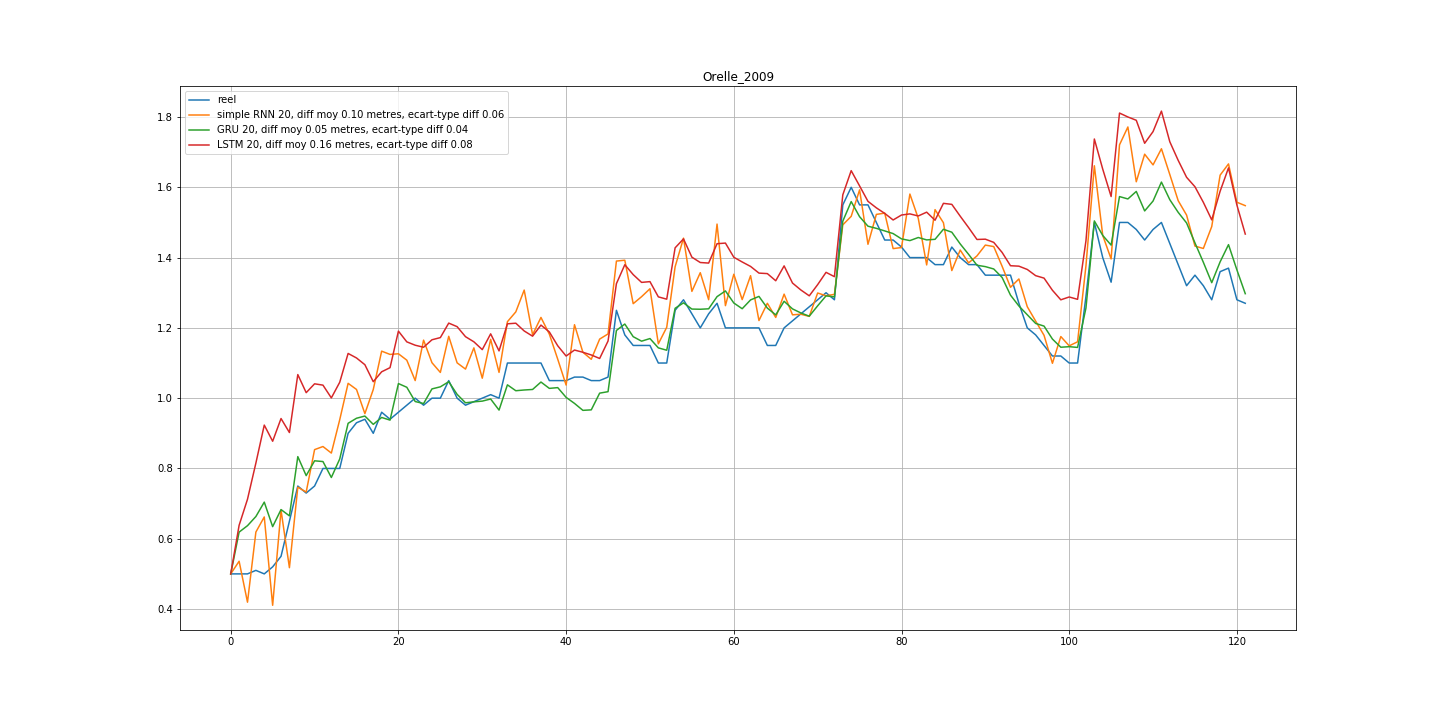 Orelle_2009
reel
simple RNN 20, diff moy 0.10 metres, ecart-type diff 0.06
GRU 20, diff moy 0.05 metres, ecart-type diff 0.04
LSTM 20, diff moy 0.16 metres, ecart-type diff 0.08
1.8
1.6
1.4
1.2
1.0
0.8
0.6
0.4
0 20 40 60 80 100 120